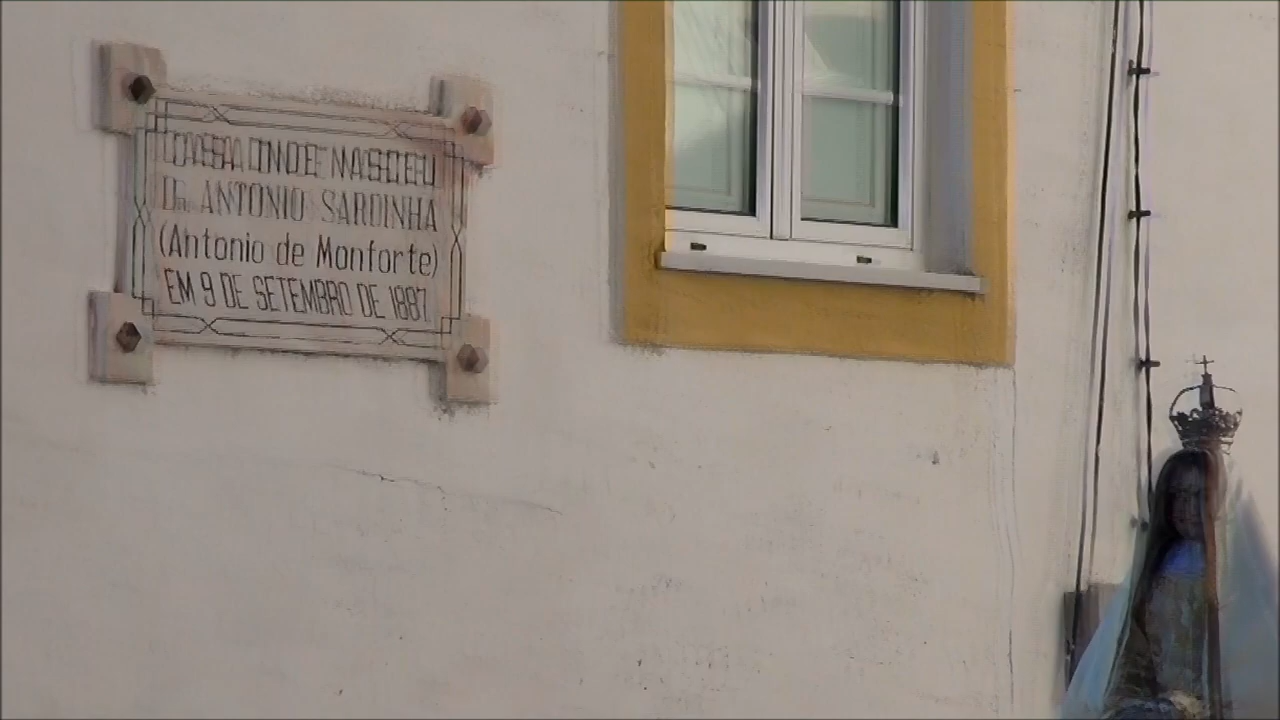 CASA ONDE NASCEU
Dr. ANTONIO SARDINHA
(Antonio de Monforte)
EM 9 DE SETEMBRO DE 1887.